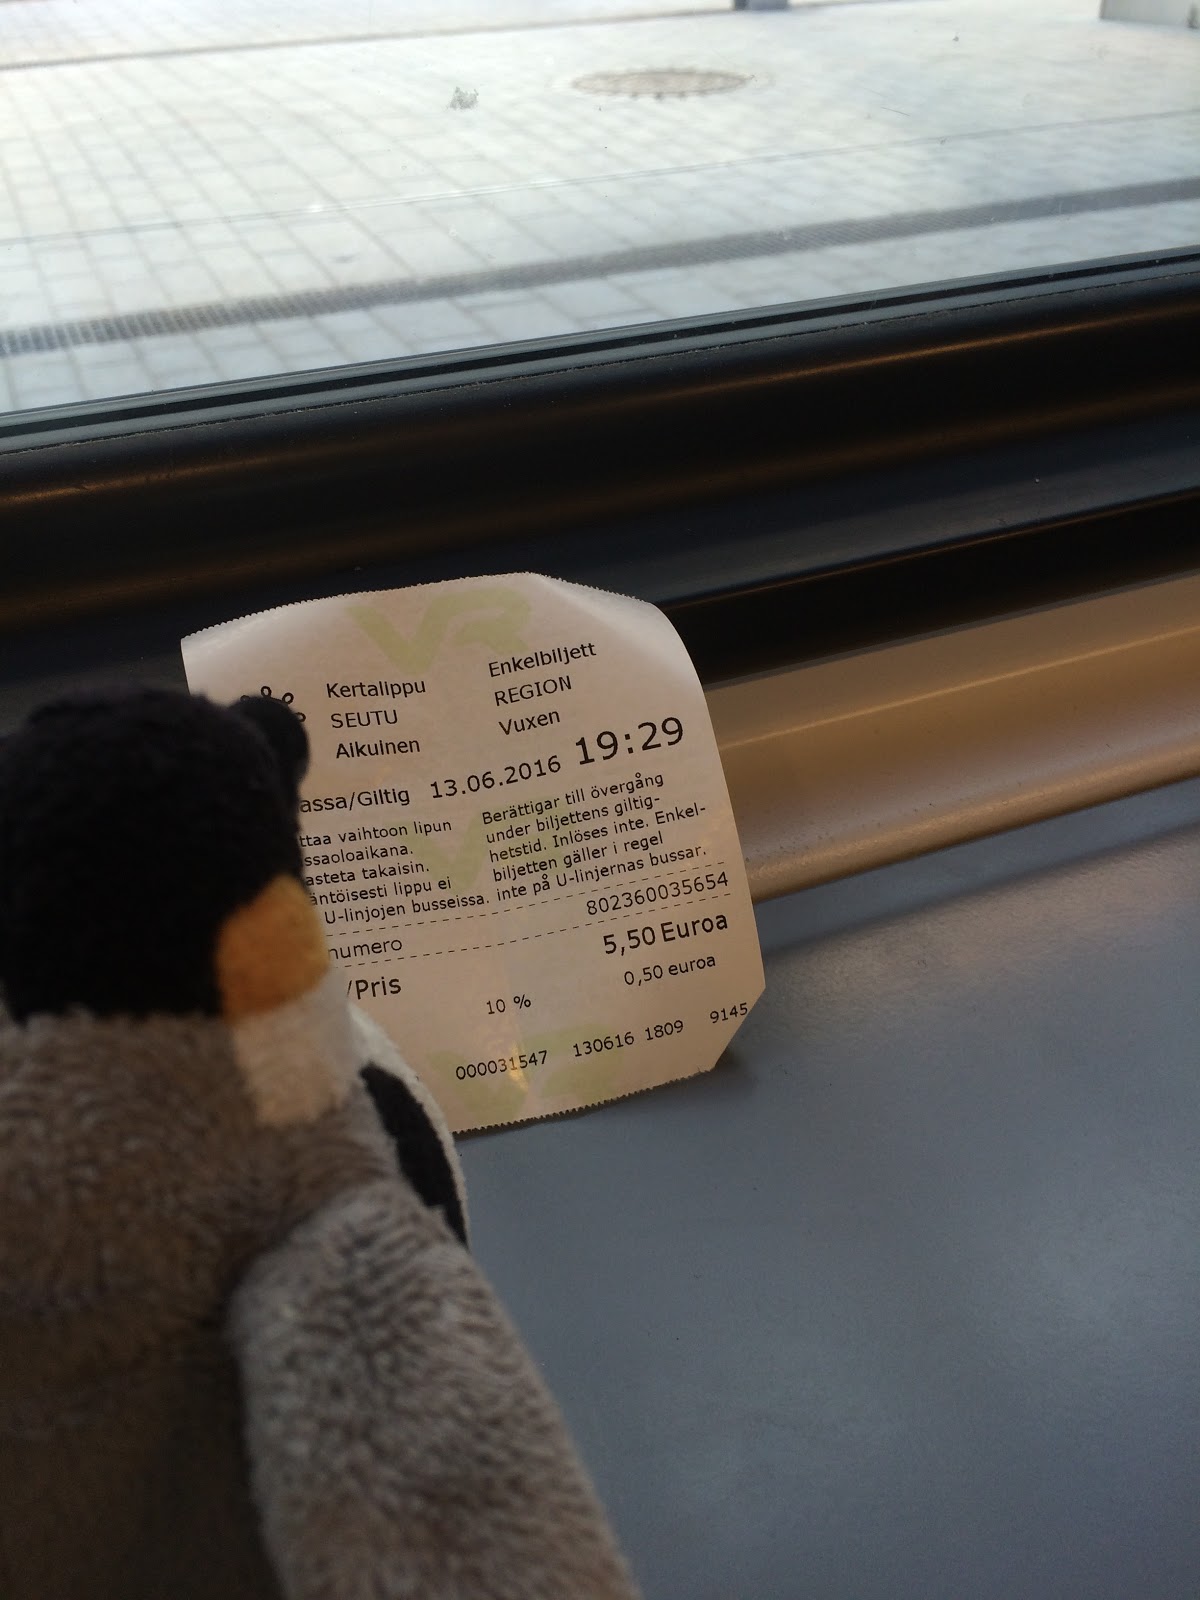 VR
Kertalippu Enkelbiljett
SEUTU REGION
Aikuinen Vuxen
assa/Giltig 13.06.2016 19:29
ttaa vaihtoon lipun
ssaoloaikana.
asteta takaisin.
äntöisesti lippu ei
U-linjojen busseissa.
Berättigar till övergång
under biljettens giltig-
hetstid. Inlöses inte. Enkel-
biljetten gäller i regel
inte på U-linjernas bussar.
numero 802360035654
/Pris 5,50 Euroa
10 % 0,50 euroa
000031547 130616 1809 9145